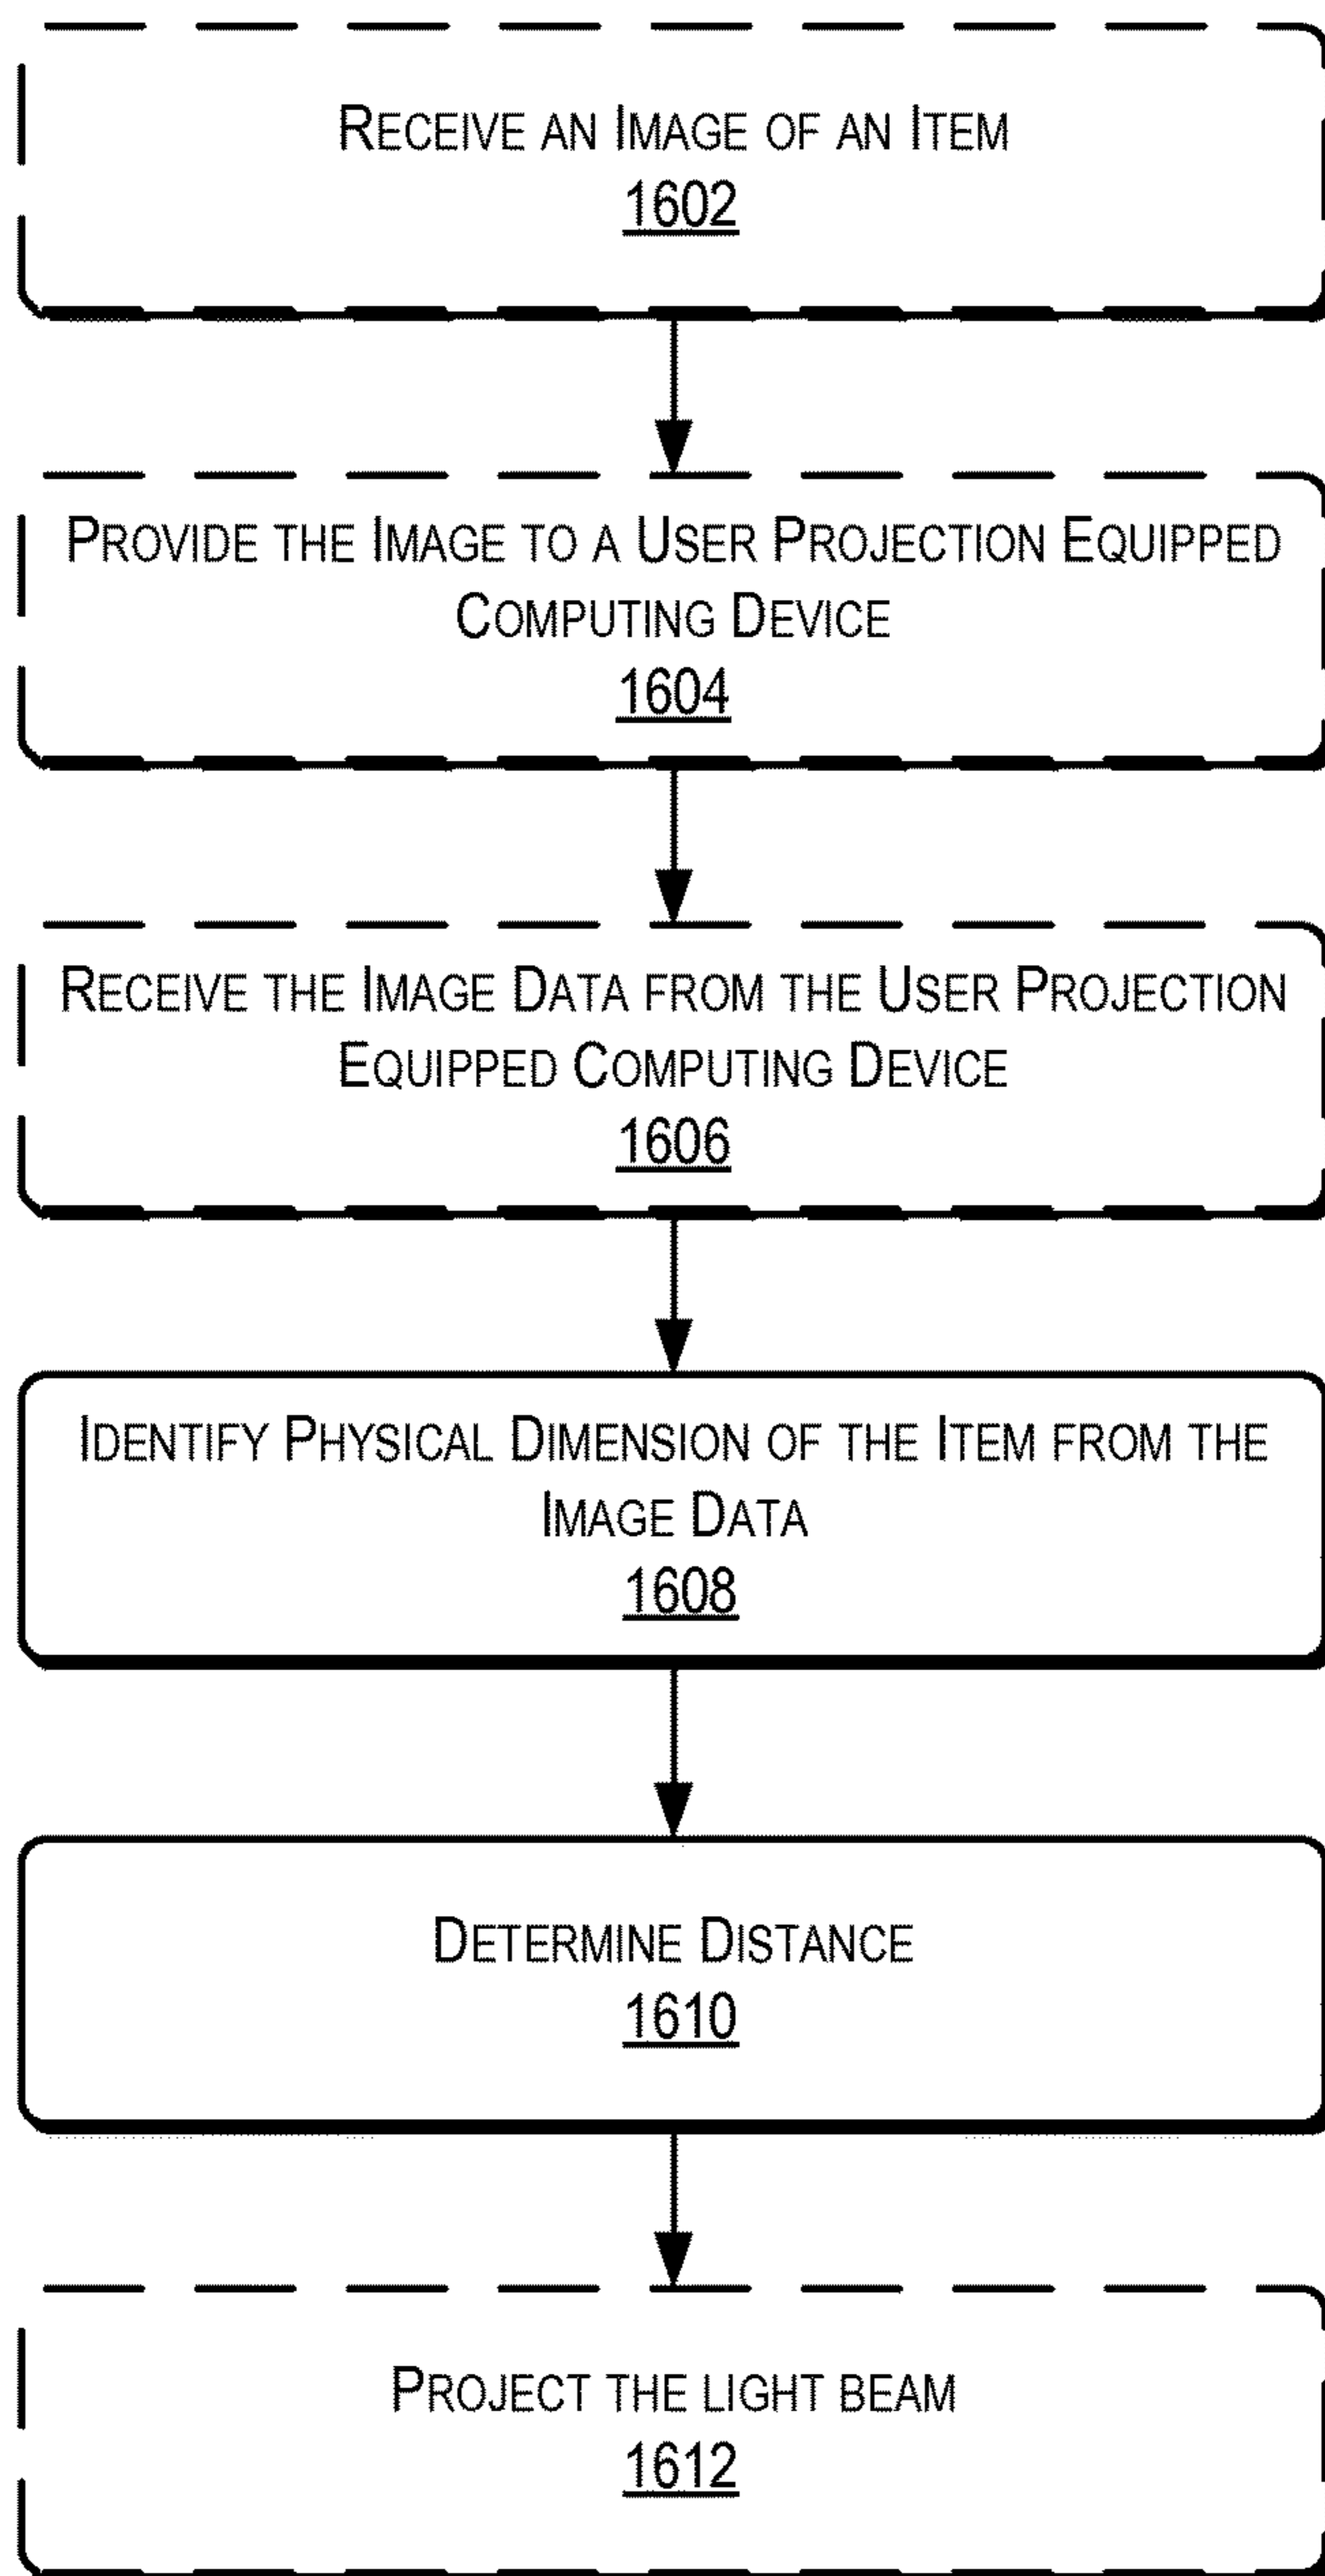 Receive an Image of an Item
1602
Provide the Image to a User Projection Equipped
Computing Device
1604
Receive the Image Data from the User Projection
Equipped Computing Device
1606
Identify Physical Dimension of the Item from the
Image Data
1608
Determine Distance
1610
Project the light beam
1612